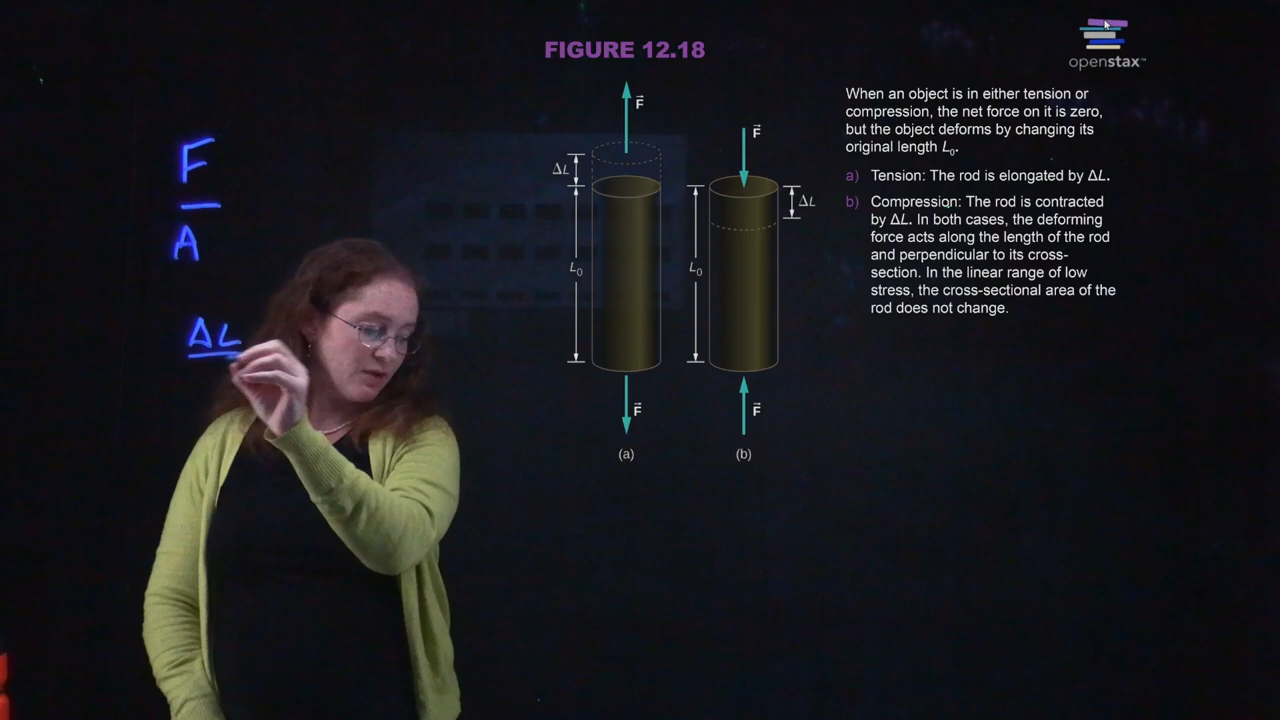 FIGURE 12.18
openstax™
F
A
ΔL
F⃗
ΔL
L₀
F⃗
(a)
F⃗
ΔL
L₀
F⃗
(b)
When an object is in either tension or
compression, the net force on it is zero,
but the object deforms by changing its
original length L₀.
a) Tension: The rod is elongated by ΔL.
b) Compression: The rod is contracted
by ΔL. In both cases, the deforming
force acts along the length of the rod
and perpendicular to its cross-
section. In the linear range of low
stress, the cross-sectional area of the
rod does not change.